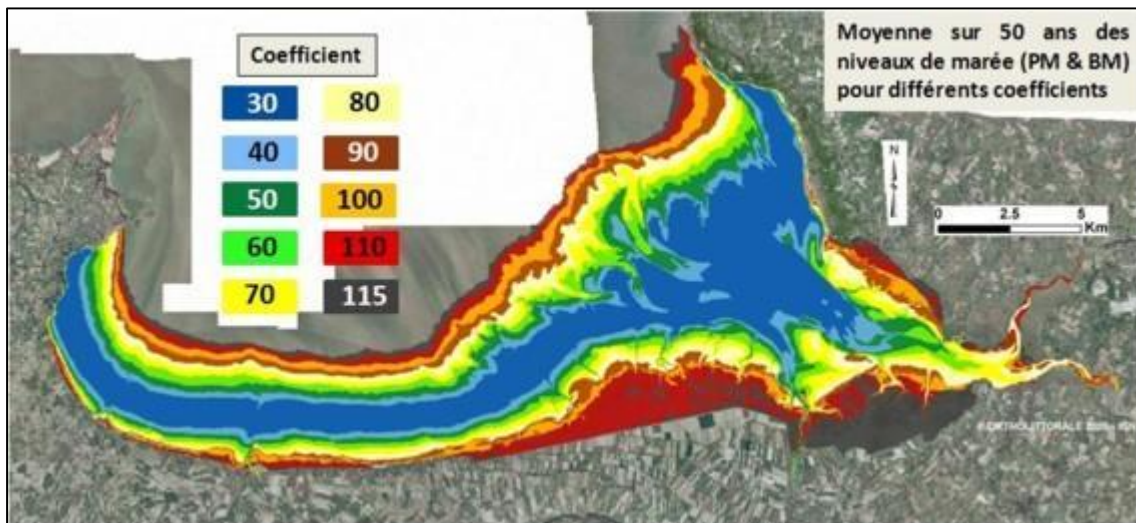 Moyenne sur 50 ans des
niveaux de marée (PM & BM)
pour différents coefficients
Coefficient
30 80
40 90
50 100
60 110
70 115
N
0 2.5 5
Km